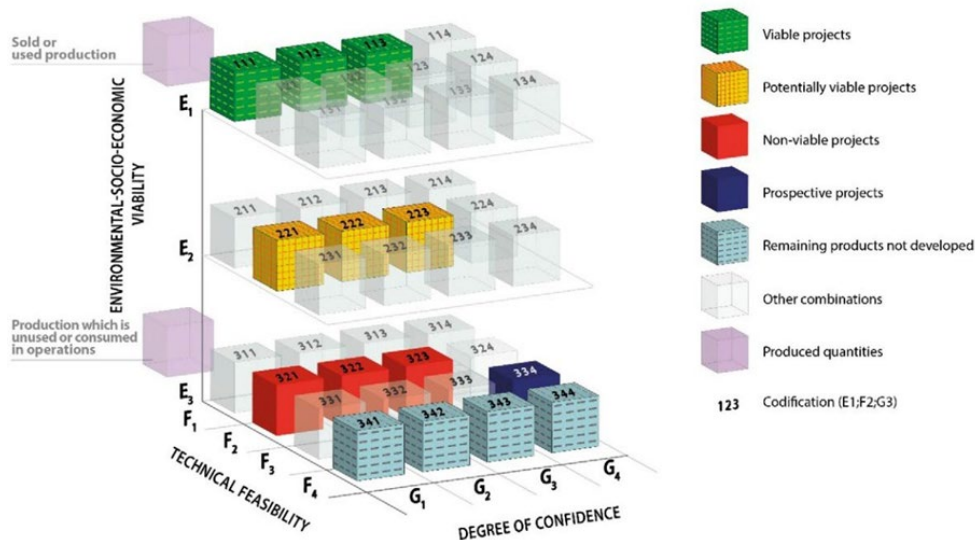 Sold or
used production
ENVIRONMENTAL-SOCIO-ECONOMIC
VIABILITY
E1
111
112
113
114
123
124
131
132
133
134
E2
211
212
213
214
221
222
223
224
231
232
233
234
Production which is
unused or consumed
in operations
E3
311
312
313
314
321
322
323
324
331
332
333
334
341
342
343
344
F1
F2
F3
F4
TECHNICAL FEASIBILITY
G1
G2
G3
G4
DEGREE OF CONFIDENCE
Viable projects
Potentially viable projects
Non-viable projects
Prospective projects
Remaining products not developed
Other combinations
Produced quantities
123 Codification (E1;F2;G3)